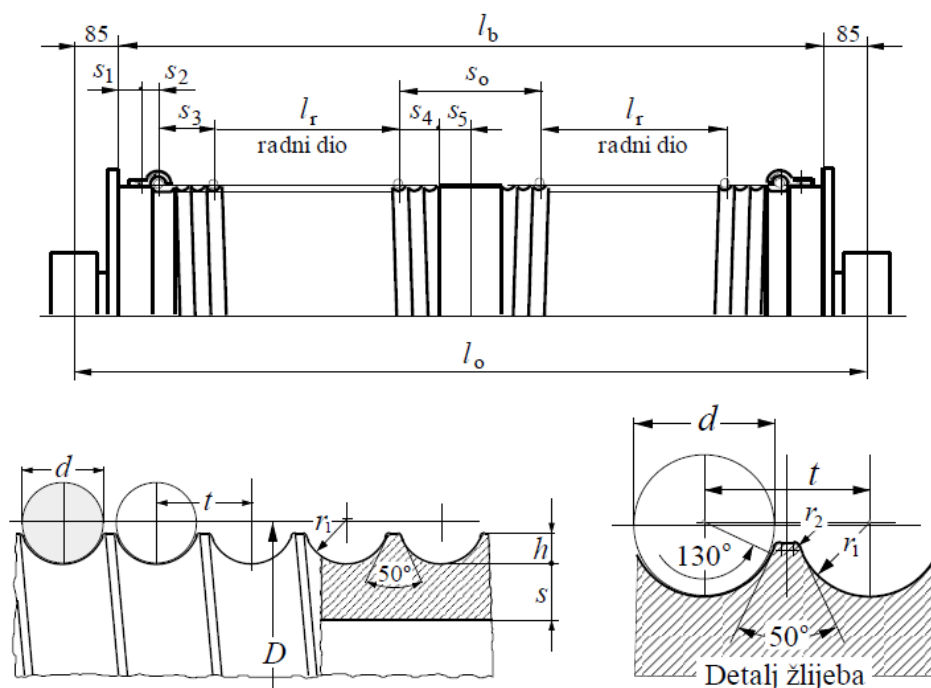 85 l_b 85
s_1 s_2 s_o
s_3 l_r s_4 s_5 l_r
radni dio radni dio
l_o
d t r_1 h
50° s
D
d t
r_2
130° r_1
50°
Detalj žlijeba